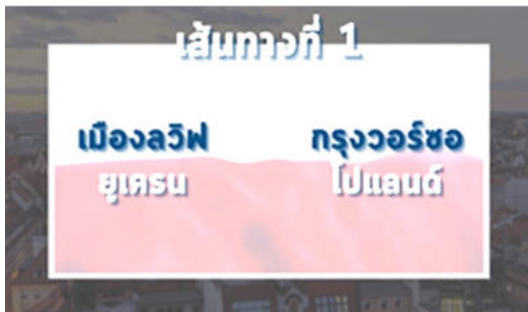 เส้นทางที่ 1
เมืองลวิฟ กรุงวอร์ซอ
ยูเครน โปแลนด์